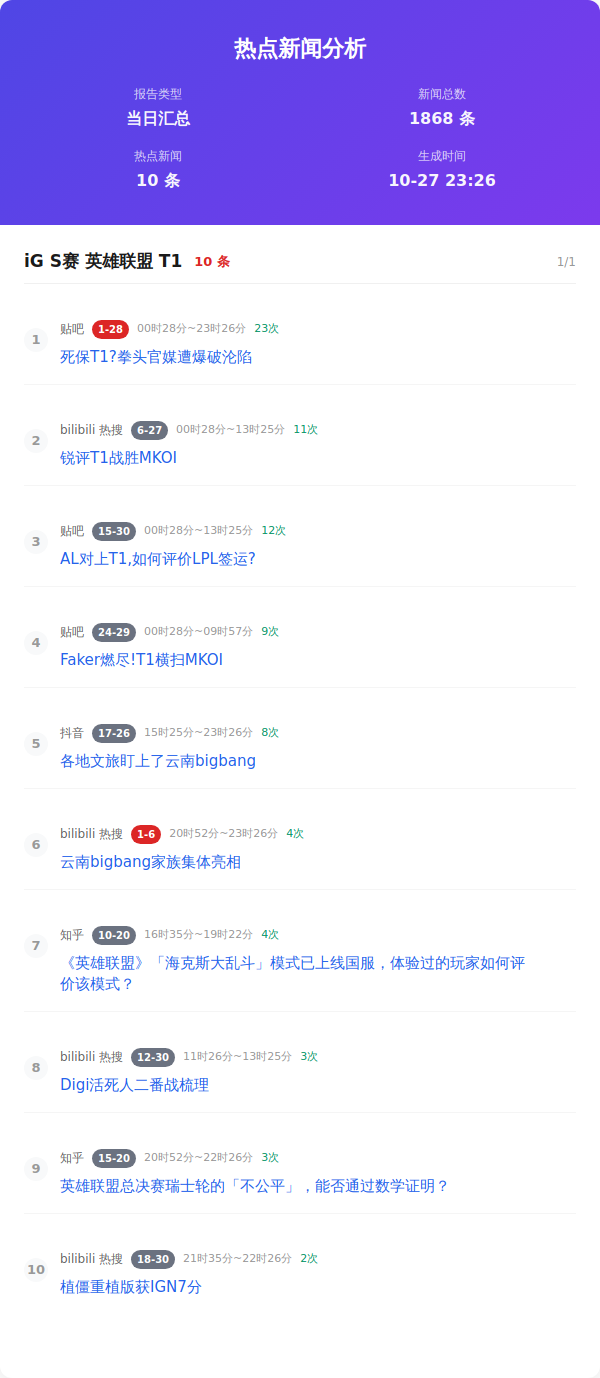 热点新闻分析
报告类型
新闻总数
当日汇总
1868 条
热点新闻
生成时间
10 条
10-27 23:26
iG S赛 英雄联盟 T1 10 条 1/1
1
贴吧 1-28 00时28分~23时26分 23次
死保T1?拳头官媒遭爆破沦陷
2
bilibili 热搜 6-27 00时28分~13时25分 11次
锐评T1战胜MKOI
3
贴吧 15-30 00时28分~13时25分 12次
AL对上T1,如何评价LPL签运?
4
贴吧 24-29 00时28分~09时57分 9次
Faker燃尽!T1横扫MKOI
5
抖音 17-26 15时25分~23时26分 8次
各地文旅盯上了云南bigbang
6
bilibili 热搜 1-6 20时52分~23时26分 4次
云南bigbang家族集体亮相
7
知乎 10-20 16时35分~19时22分 4次
《英雄联盟》「海克斯大乱斗」模式已上线国服，体验过的玩家如何评
价该模式？
8
bilibili 热搜 12-30 11时26分~13时25分 3次
Digi活死人二番战梳理
9
知乎 15-20 20时52分~22时26分 3次
英雄联盟总决赛瑞士轮的「不公平」，能否通过数学证明？
10
bilibili 热搜 18-30 21时35分~22时26分 2次
植僵重植版获IGN7分